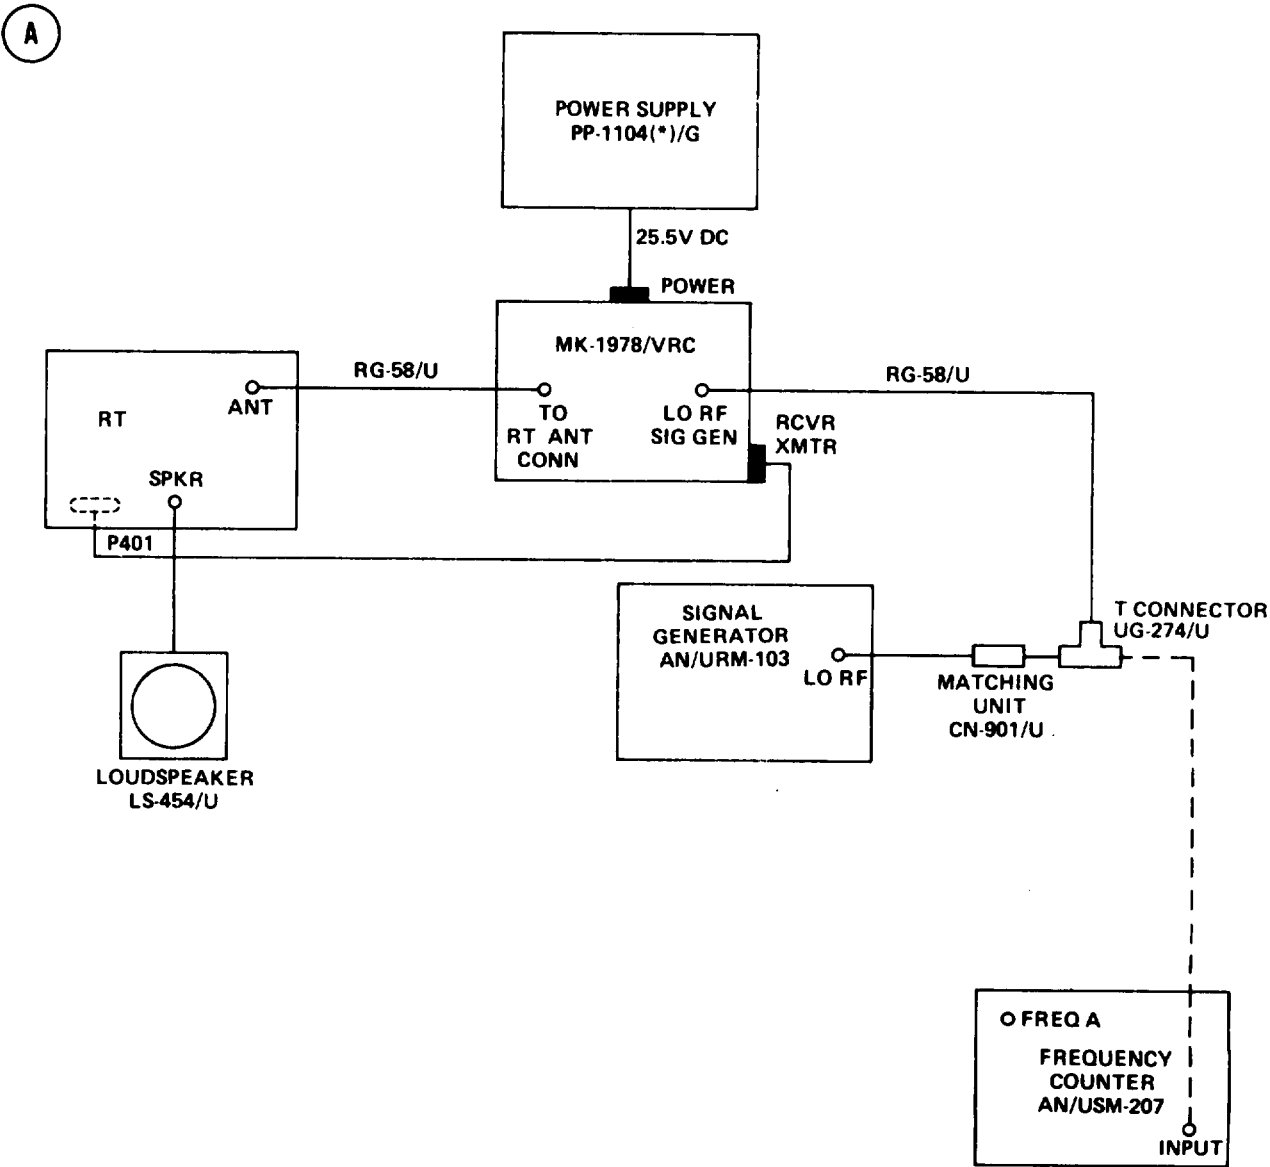 A
POWER SUPPLY
PP-1104(*)/G
25.5V DC
POWER
MK-1978/VRC
RG-58/U
RG-58/U
ANT
RT
TO
RT ANT
CONN
LO RF
SIG GEN
RCVR
XMTR
SPKR
P401
SIGNAL
GENERATOR
AN/URM-103
LO RF
T CONNECTOR
UG-274/U
MATCHING
UNIT
CN-901/U
LOUDSPEAKER
LS-454/U
FREQ A
FREQUENCY
COUNTER
AN/USM-207
INPUT